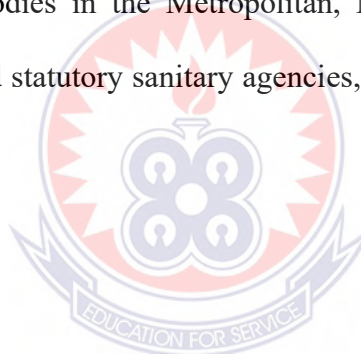 odies in the Metropolitan,
statutory sanitary agencies,
EDUCATION FOR SERVICE